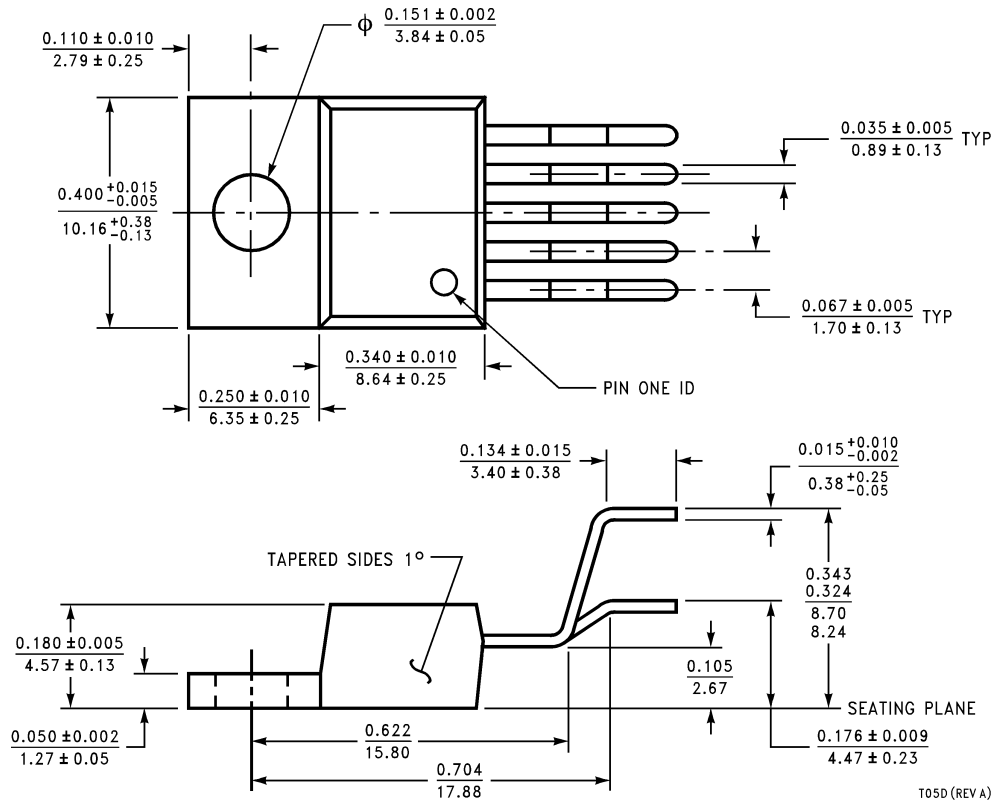 ϕ 0.151 ± 0.002
3.84 ± 0.05
0.110 ± 0.010
2.79 ± 0.25
0.035 ± 0.005 TYP
0.89 ± 0.13
0.400 +0.015 -0.005
10.16 +0.38 -0.13
0.067 ± 0.005 TYP
1.70 ± 0.13
0.340 ± 0.010
8.64 ± 0.25
PIN ONE ID
0.250 ± 0.010
6.35 ± 0.25
0.134 ± 0.015
3.40 ± 0.38
0.015 +0.010 -0.002
0.38 +0.25 -0.05
TAPERED SIDES 1°
0.343
0.324
8.70
8.24
0.180 ± 0.005
4.57 ± 0.13
0.105
2.67
SEATING PLANE
0.622
15.80
0.050 ± 0.002
1.27 ± 0.05
0.176 ± 0.009
4.47 ± 0.23
0.704
17.88
T05D (REV A)